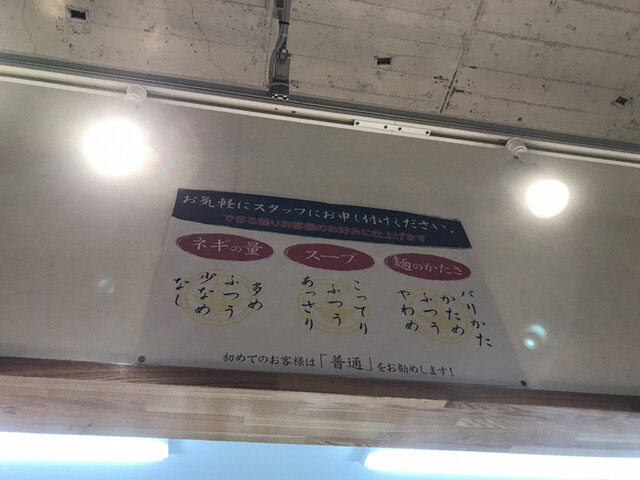 お気軽にスタッフにお申し付けください。
できる限りお客様のお好みに仕上げます
ネギの量
多め
ふつう
少なめ
なし
スープ
こってり
ふつう
あっさり
麺のかたさ
バリかた
かため
ふつう
やわめ
初めてのお客様は「普通」をお勧めします!